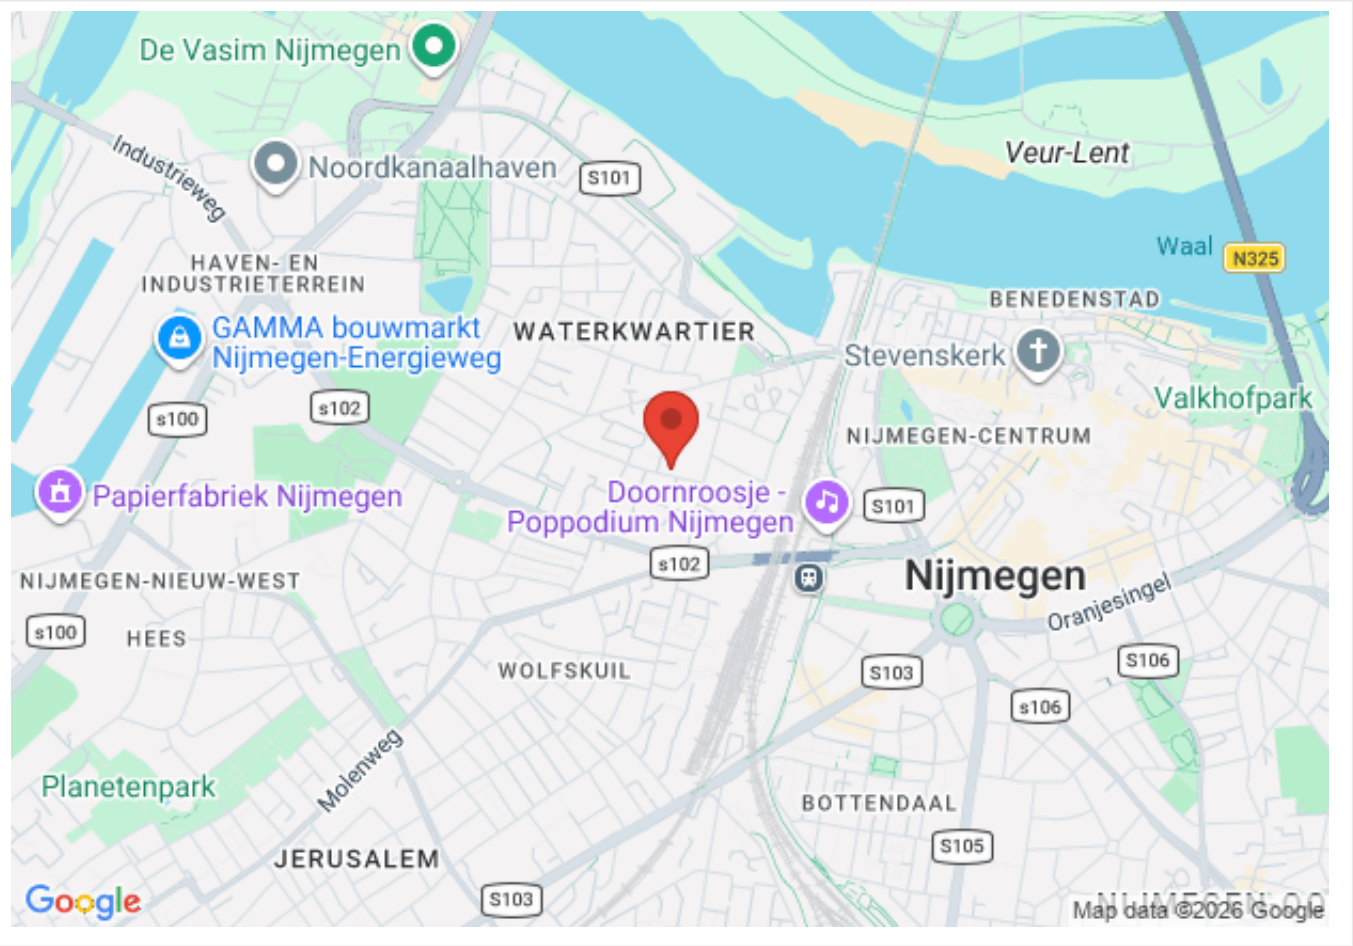 De Vasim Nijmegen
Industrieweg
Noordkanaalhaven
S101
Veur-Lent
Waal
N325
HAVEN- EN
INDUSTRIETERREIN
BENEDENSTAD
GAMMA bouwmarkt
Nijmegen-Energieweg
WATERKWARTIER
Stevenskerk
Valkhofpark
s100
s102
NIJMEGEN-CENTRUM
Papierfabriek Nijmegen
Doornroosje -
Poppodium Nijmegen
S101
s102
NIJMEGEN-NIEUW-WEST
Nijmegen
Oranjesingel
s100
HEES
WOLFSKUIL
S103
S106
s106
Molenweg
Planetenpark
BOTTENDAAL
JERUSALEM
S105
S103
Google
Map data ©2026 Google